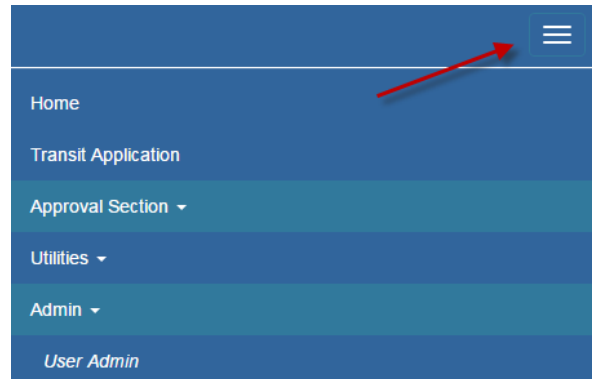 Home
Transit Application
Approval Section
Utilities
Admin
User Admin